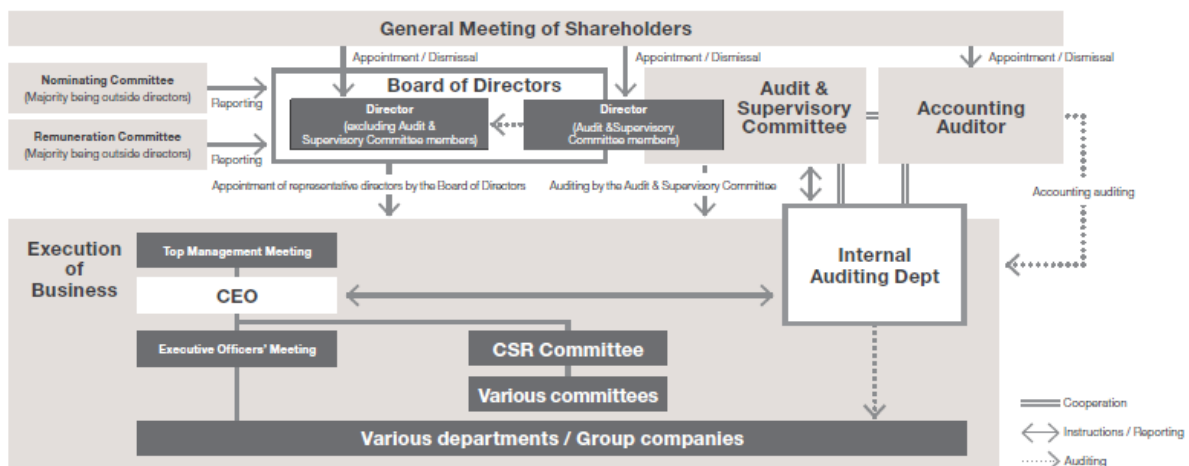 General Meeting of Shareholders
Appointment / Dismissal
Appointment / Dismissal
Appointment / Dismissal
Nominating Committee
(Majority being outside directors)
Reporting
Remuneration Committee
(Majority being outside directors)
Reporting
Board of Directors
Director
(excluding Audit &
Supervisory Committee members)
Director
(Audit &Supervisory
Committee members)
Audit &
Supervisory
Committee
Accounting
Auditor
Appointment of representative directors by the Board of Directors
Auditing by the Audit & Supervisory Committee
Accounting auditing
Execution
of
Business
Top Management Meeting
CEO
Executive Officers' Meeting
CSR Committee
Various committees
Internal
Auditing Dept
Various departments / Group companies
Cooperation
Instructions / Reporting
Auditing